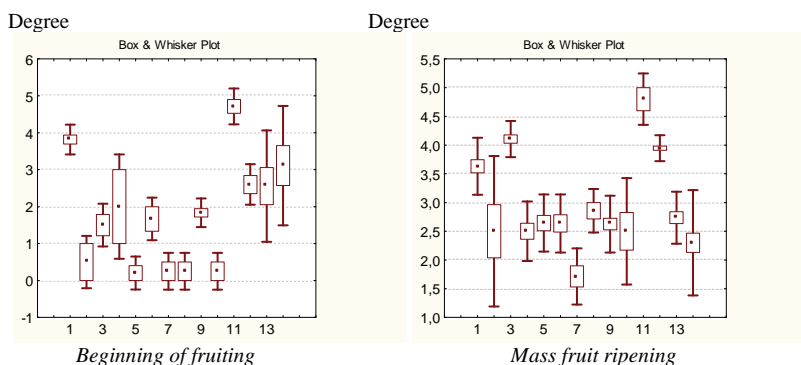 Degree Degree
Box & Whisker Plot Box & Whisker Plot
6 5,5
5 5,0
4 4,5
3 4,0
2 3,5
1 3,0
0 2,5
-1 2,0
1,5
1,0
1 3 5 7 9 11 13 1 3 5 7 9 11 13
Beginning of fruiting Mass fruit ripening